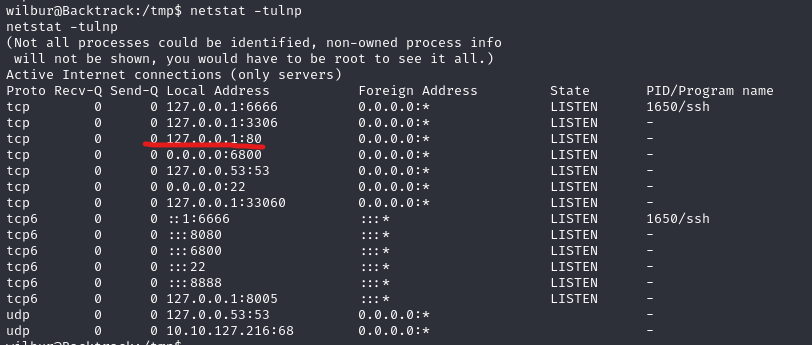 wilbur@Backtrack:/tmp$ netstat -tulnp
netstat -tulnp
(Not all processes could be identified, non-owned process info
 will not be shown, you would have to be root to see it all.)
Active Internet connections (only servers)
Proto Recv-Q Send-Q Local Address           Foreign Address         State       PID/Program name
tcp        0      0 127.0.0.1:6666          0.0.0.0:*               LISTEN      1650/ssh
tcp        0      0 127.0.0.1:3306          0.0.0.0:*               LISTEN      -
tcp        0      0 127.0.0.1:80            0.0.0.0:*               LISTEN      -
tcp        0      0 0.0.0.0:6800            0.0.0.0:*               LISTEN      -
tcp        0      0 127.0.0.53:53           0.0.0.0:*               LISTEN      -
tcp        0      0 0.0.0.0:22              0.0.0.0:*               LISTEN      -
tcp        0      0 127.0.0.1:33060         0.0.0.0:*               LISTEN      -
tcp6       0      0 ::1:6666                :::*                    LISTEN      1650/ssh
tcp6       0      0 :::8080                 :::*                    LISTEN      -
tcp6       0      0 :::6800                 :::*                    LISTEN      -
tcp6       0      0 :::22                   :::*                    LISTEN      -
tcp6       0      0 :::8888                 :::*                    LISTEN      -
tcp6       0      0 127.0.0.1:8005          :::*                    LISTEN      -
udp        0      0 127.0.0.53:53           0.0.0.0:*                           -
udp        0      0 10.10.127.216:68        0.0.0.0:*                           -
wilbur@Backtrack:/tmp$